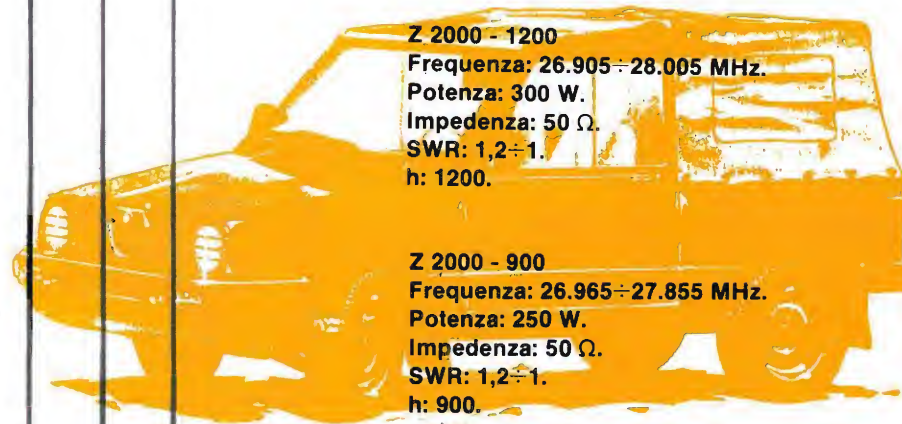 Z 2000 - 1200
Frequenza: 26.905÷28.005 MHz.
Potenza: 300 W.
Impedenza: 50 Ω.
SWR: 1,2÷1.
h: 1200.
Z 2000 - 900
Frequenza: 26.965÷27.855 MHz.
Potenza: 250 W.
Impedenza: 50 Ω.
SWR: 1,2÷1.
h: 900.